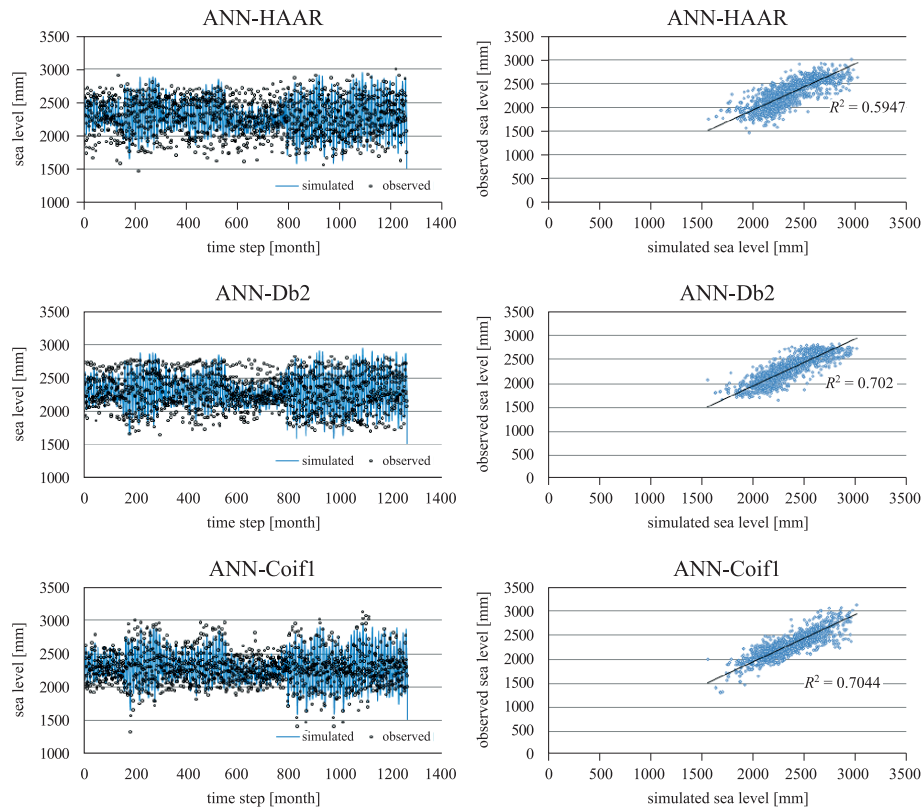 ANN-HAAR
3500
3000
2500
2000
1500
1000
sea level [mm]
simulated observed
0 200 400 600 800 1000 1200 1400
time step [month]
ANN-HAAR
3500
3000
2500
2000
1500
1000
500
0
observed sea level [mm]
R² = 0.5947
0 500 1000 1500 2000 2500 3000 3500
simulated sea level [mm]
ANN-Db2
3500
3000
2500
2000
1500
1000
sea level [mm]
simulated observed
0 200 400 600 800 1000 1200 1400
time step [month]
ANN-Db2
3500
3000
2500
2000
1500
1000
500
0
observed sea level [mm]
R² = 0.702
0 500 1000 1500 2000 2500 3000 3500
simulated sea level [mm]
ANN-Coif1
3500
3000
2500
2000
1500
1000
sea level [mm]
simulated observed
0 200 400 600 800 1000 1200 1400
time step [month]
ANN-Coif1
3500
3000
2500
2000
1500
1000
500
0
observed sea level [mm]
R² = 0.7044
0 500 1000 1500 2000 2500 3000 3500
simulated sea level [mm]